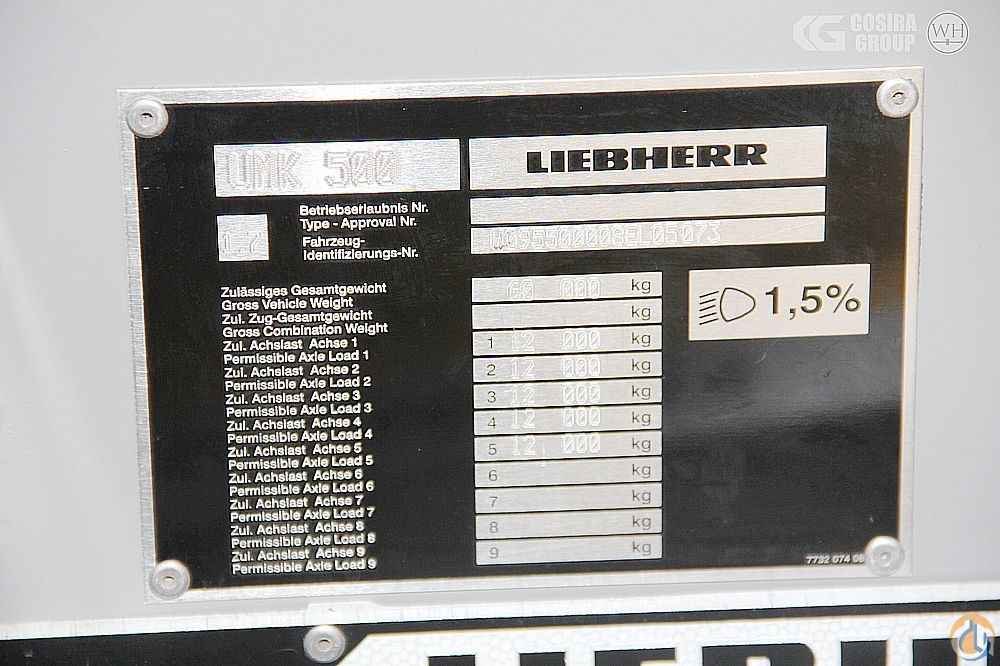 GOSIRA
GROUP
WH
LIEBHERR
Betriebserlaubnis Nr.
Type - Approval Nr.
Fahrzeug-
Identifizierungs-Nr.
Zulässiges Gesamtgewicht 60 000 kg
Gross Vehicle Weight
Zul. Zug-Gesamtgewicht kg
Gross Combination Weight
Zul. Achslast Achse 1 1 12 000 kg
Permissible Axle Load 1
Zul. Achslast Achse 2 2 12 000 kg
Permissible Axle Load 2
Zul. Achslast Achse 3 3 12 000 kg
Permissible Axle Load 3
Zul. Achslast Achse 4 4 12 000 kg
Permissible Axle Load 4
Zul. Achslast Achse 5 5 12 000 kg
Permissible Axle Load 5
Zul. Achslast Achse 6 6 kg
Permissible Axle Load 6
Zul. Achslast Achse 7 7 kg
Permissible Axle Load 7
Zul. Achslast Achse 8 8 kg
Permissible Axle Load 8
Zul. Achslast Achse 9 9 kg
Permissible Axle Load 9
1,5%
7732 074 08